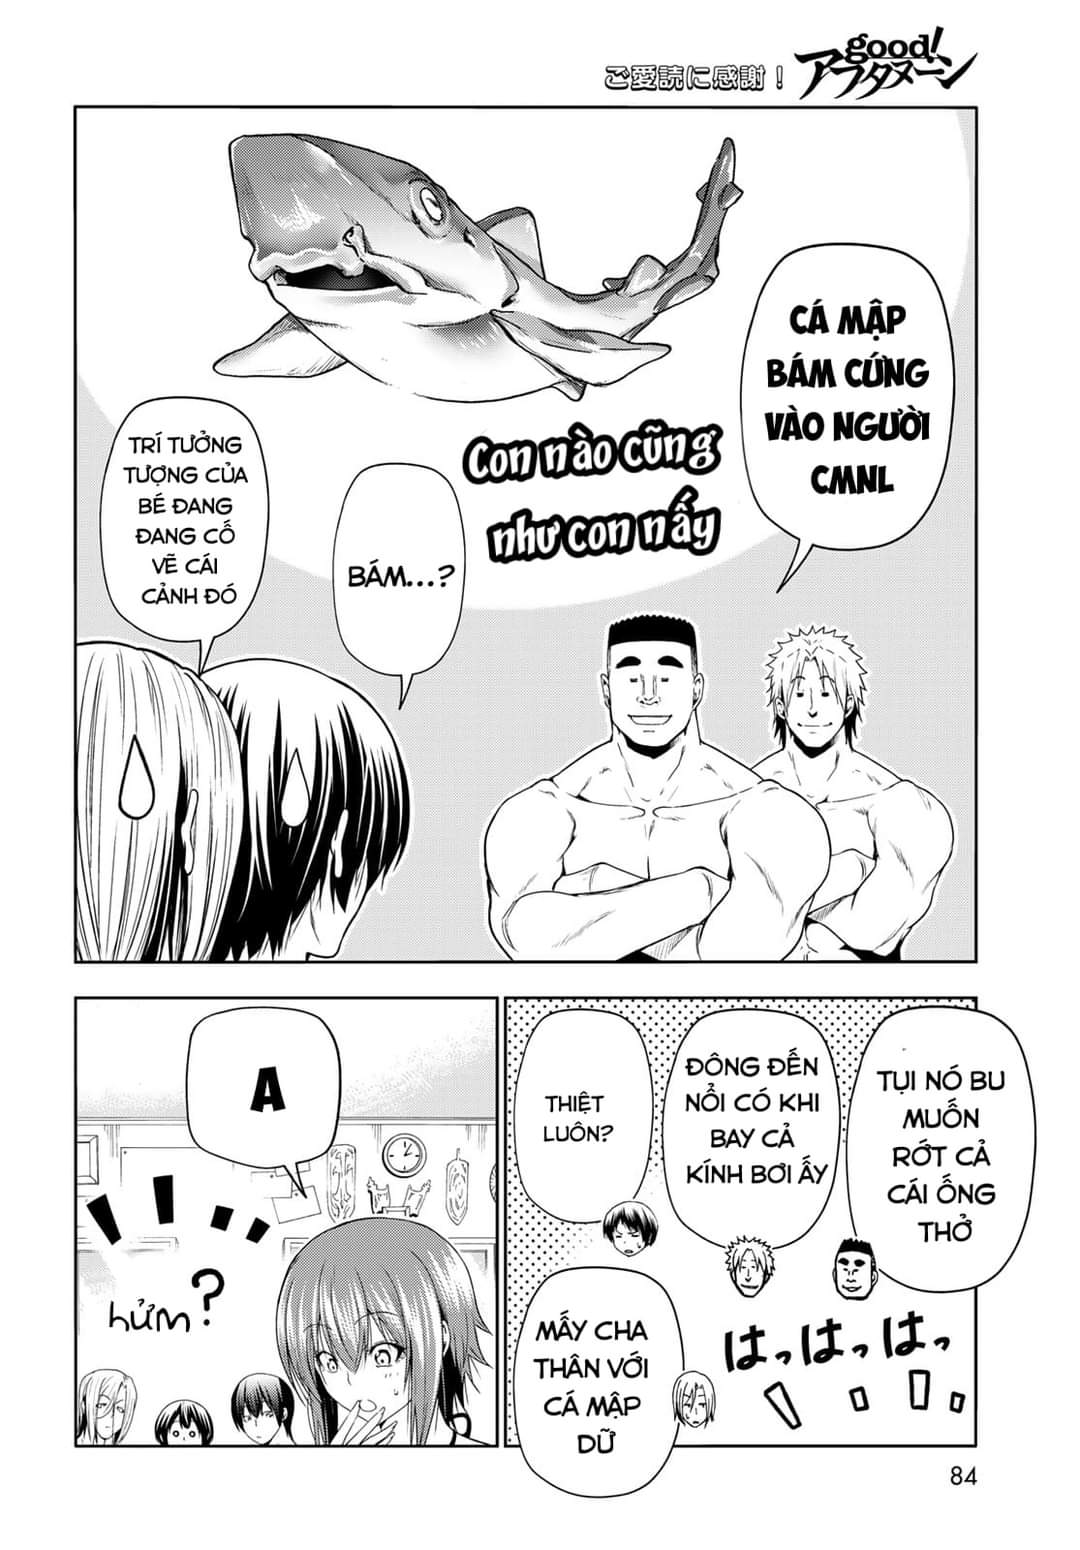 good!
アフタヌーン
ご愛読に感謝！
CÁ MẬP
BÁM CỨNG
VÀO NGƯỜI
CMNL
Con nào cũng
như con nấy
BÁM...?
TRÍ TƯỞNG
TƯỢNG CỦA
BÉ ĐANG
ĐANG CỐ
VẼ CÁI
CẢNH ĐÓ
TỤI NÓ BU
MUỐN
RỚT CẢ
CÁI ỐNG
THỞ
ĐÔNG ĐẾN
NỔI CÓ KHI
BAY CẢ
KÍNH BƠI ẤY
THIỆT
LUÔN?
はっはっはっ
MẤY CHA
THÂN VỚI
CÁ MẬP
DỮ
A
hửm?
84